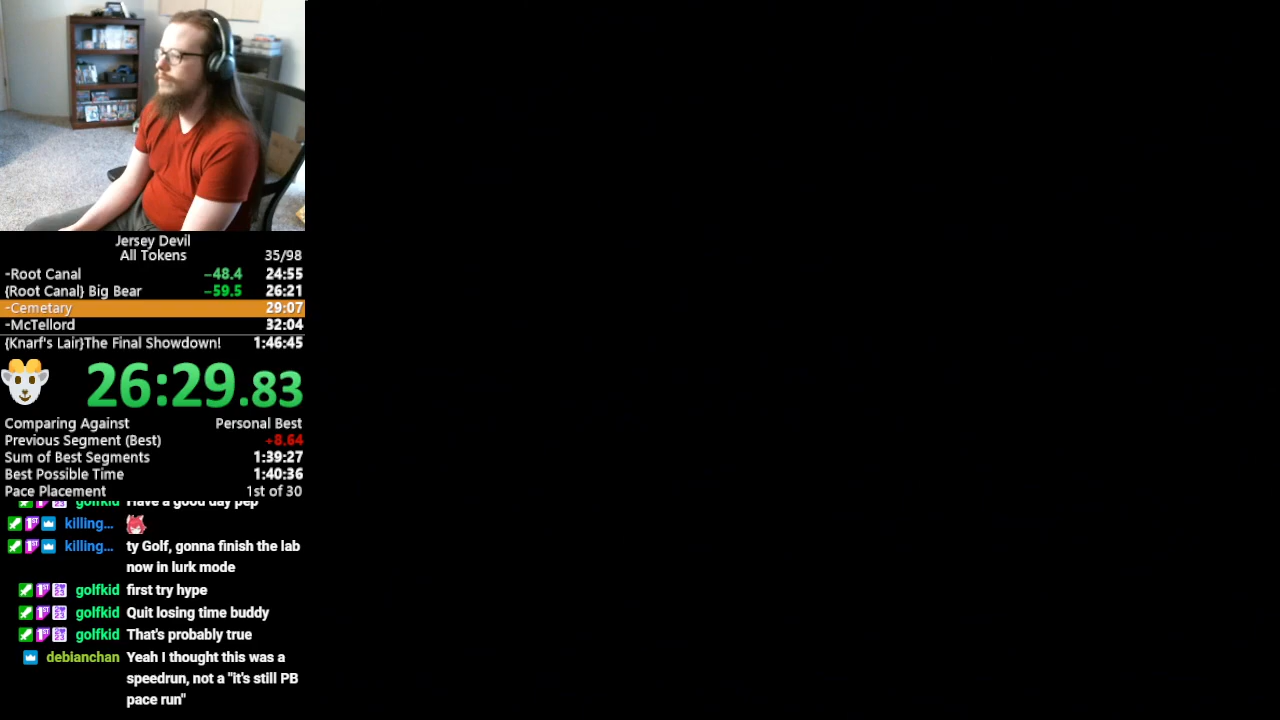 Jersey Devil
All Tokens 35/98
-Root Canal -48.4 24:55
{Root Canal} Big Bear -59.5 26:21
-Cemetary 29:07
-McTellord 32:04
{Knarf's Lair}The Final Showdown! 1:46:45
26:29.83
Comparing Against Personal Best
Previous Segment (Best) +8.64
Sum of Best Segments 1:39:27
Best Possible Time 1:40:36
Pace Placement 1st of 30
golfkid Have a good day pep
killing...
killing... ty Golf, gonna finish the lab
now in lurk mode
golfkid first try hype
golfkid Quit losing time buddy
golfkid That's probably true
debianchan Yeah I thought this was a
speedrun, not a "it's still PB
pace run"